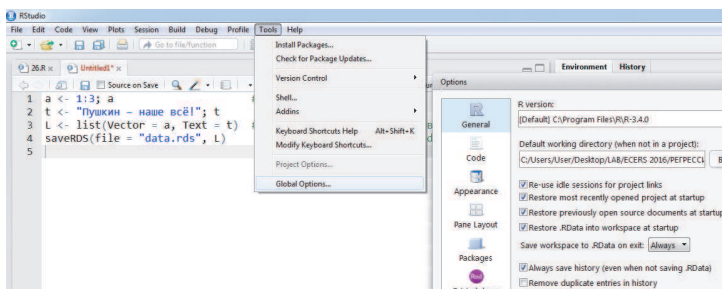 RStudio
File Edit Code View Plots Session Build Debug Profile Tools Help
Go to file/function
Install Packages...
Check for Package Updates...
Version Control
Shell...
Addins
Keyboard Shortcuts Help Alt+Shift+K
Modify Keyboard Shortcuts...
Project Options...
Global Options...
26.R × Untitled1* ×
Source on Save
1 a <- 1:3; a #
2 t <- "Пушкин – наше всё!"; t
3 L <- list(Vector = a, Text = t) #
4 saveRDS(file = "data.rds", L)
5
Environment History
Options
General
Code
Appearance
Pane Layout
Packages
R version:
[Default] C:\Program Files\R\R-3.4.0
Default working directory (when not in a project):
C:/Users/User/Desktop/LAB/ECERS 2016/РЕГРЕССИ
Re-use idle sessions for project links
Restore most recently opened project at startup
Restore previously open source documents at startup
Restore .RData into workspace at startup
Save workspace to .RData on exit: Always
Always save history (even when not saving .RData)
Remove duplicate entries in history